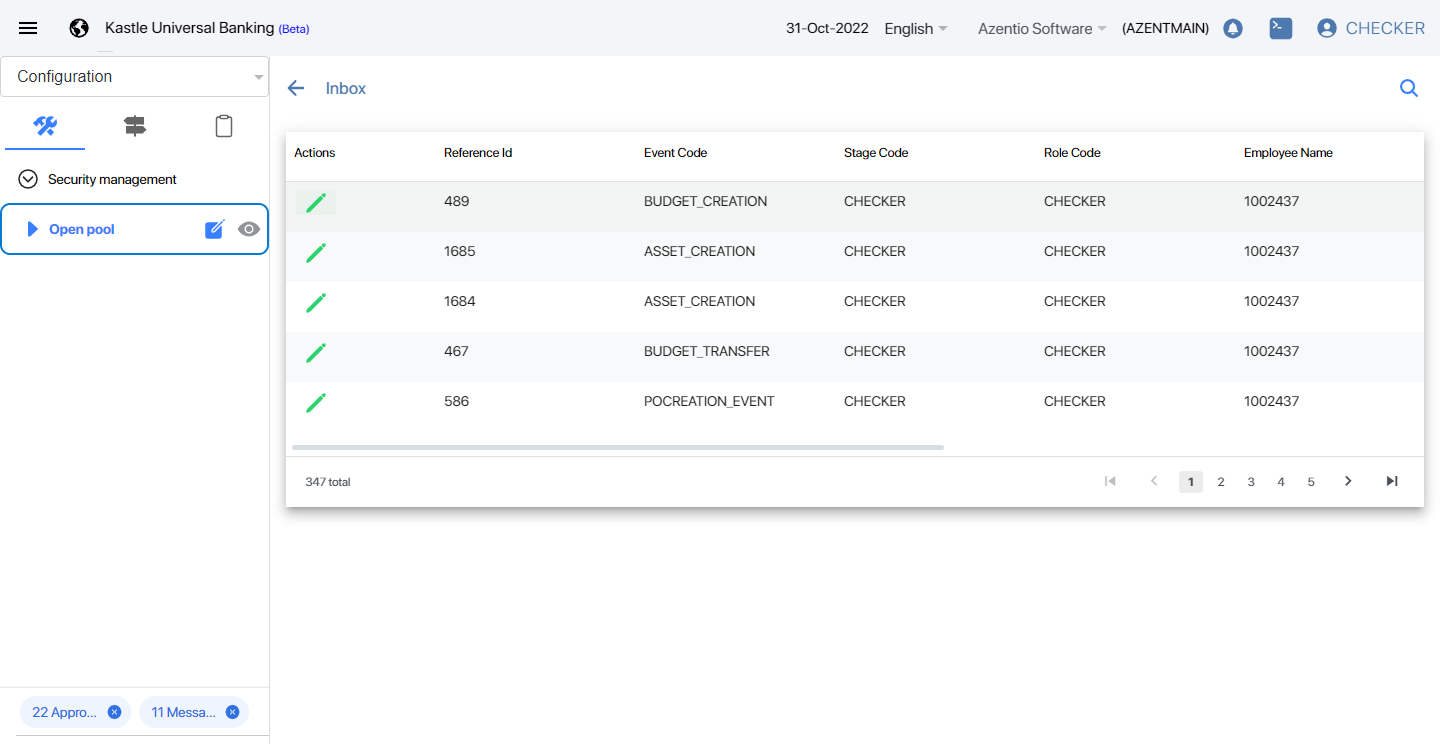 Kastle Universal Banking (Beta) 31-Oct-2022 English Azentio Software (AZENTMAIN) CHECKER
Configuration
Inbox
Security management
Open pool
Actions Reference Id Event Code Stage Code Role Code Employee Name
489 BUDGET_CREATION CHECKER CHECKER 1002437
1685 ASSET_CREATION CHECKER CHECKER 1002437
1684 ASSET_CREATION CHECKER CHECKER 1002437
467 BUDGET_TRANSFER CHECKER CHECKER 1002437
586 POCREATION_EVENT CHECKER CHECKER 1002437
347 total 1 2 3 4 5
22 Appro... 11 Messa...